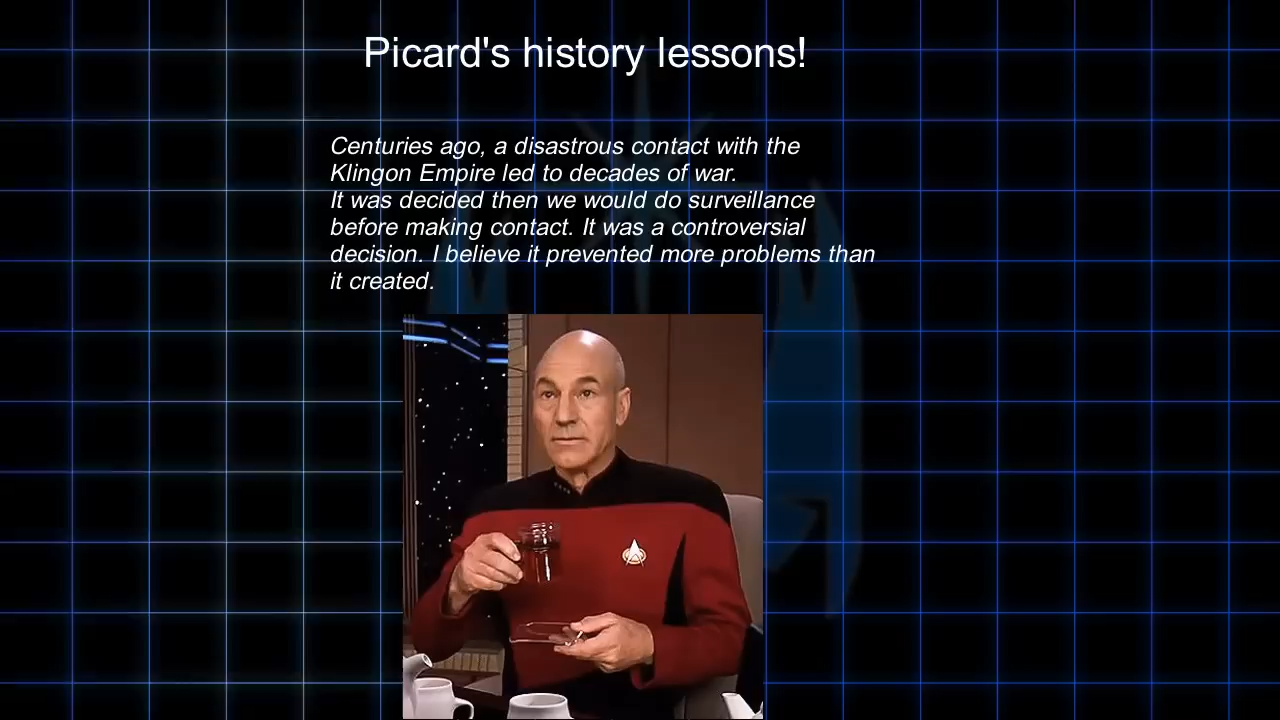 Picard's history lessons!
Centuries ago, a disastrous contact with the
Klingon Empire led to decades of war.
It was decided then we would do surveillance
before making contact. It was a controversial
decision. I believe it prevented more problems than
it created.